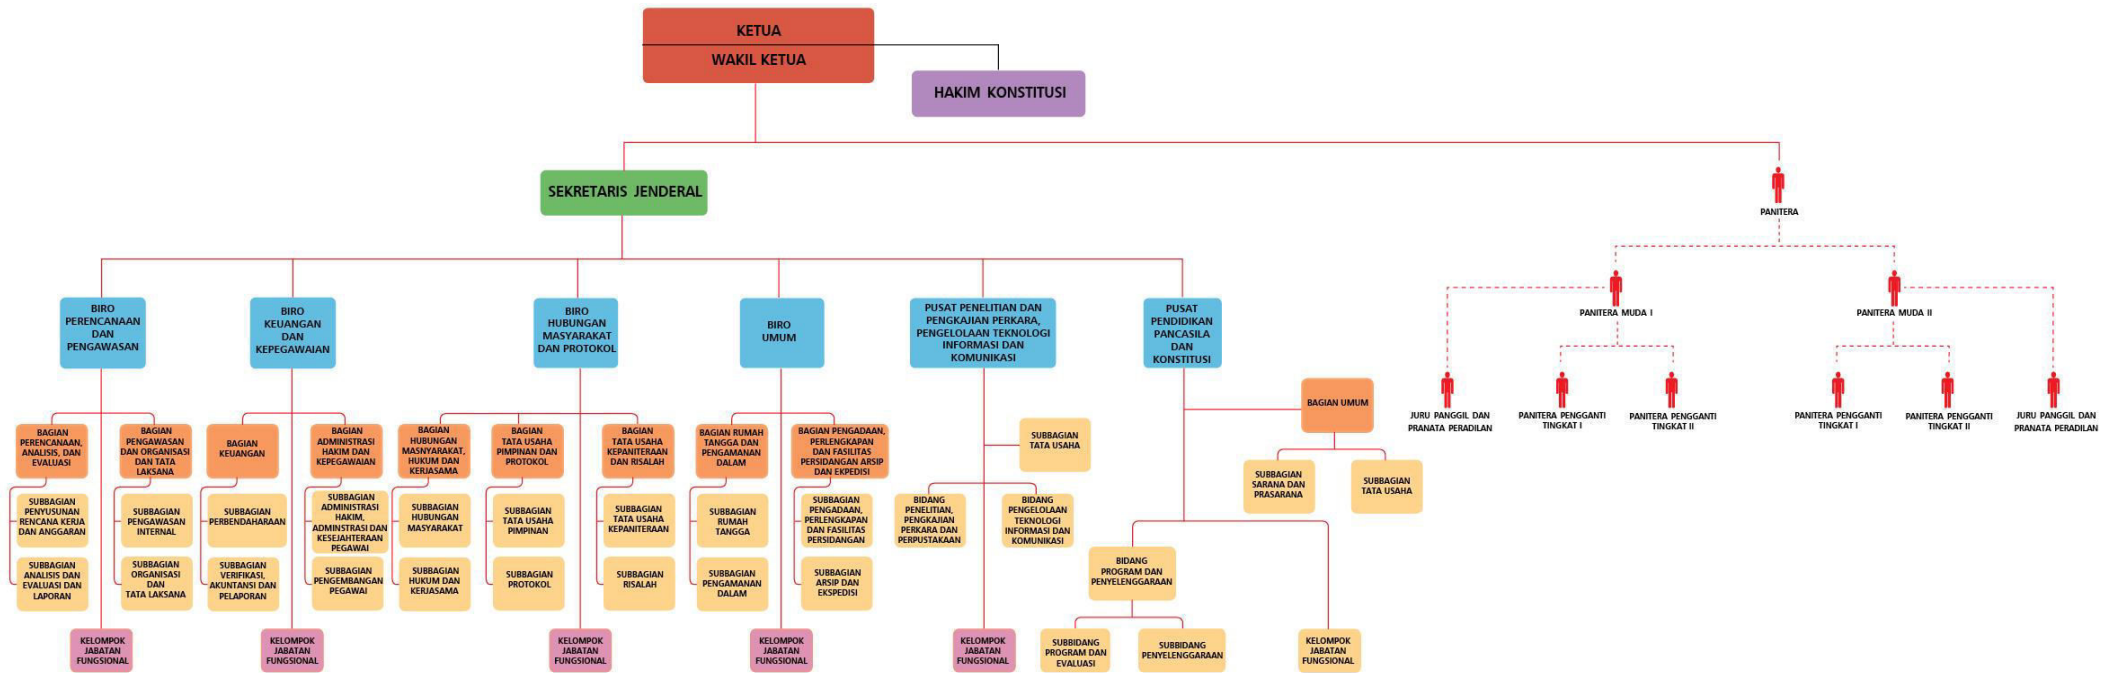 KETUA
WAKIL KETUA
HAKIM KONSTITUSI
SEKRETARIS JENDERAL
PANITERA
BIRO
PERENCANAAN
DAN
PENGAWASAN
BIRO
KEUANGAN
DAN
KEPEGAWAIAN
BIRO
HUBUNGAN
MASYARAKAT
DAN PROTOKOL
BIRO
UMUM
PUSAT PENELITIAN DAN
PENGKAJIAN PERKARA,
PENGELOLAAN TEKNOLOGI
INFORMASI DAN
KOMUNIKASI
PUSAT
PENDIDIKAN
PANCASILA
DAN
KONSTITUSI
PANITERA MUDA I
PANITERA MUDA II
BAGIAN UMUM
JURU PANGGIL DAN
PRANATA PERADILAN
PANITERA PENGGANTI
TINGKAT I
PANITERA PENGGANTI
TINGKAT II
PANITERA PENGGANTI
TINGKAT I
PANITERA PENGGANTI
TINGKAT II
JURU PANGGIL DAN
PRANATA PERADILAN
BAGIAN
PERENCANAAN,
ANALISIS, DAN
EVALUASI
BAGIAN
PENGAWASAN
DAN ORGANISASI
DAN TATA
LAKSANA
BAGIAN
KEUANGAN
BAGIAN
ADMINISTRASI
HAKIM DAN
KEPEGAWAIAN
BAGIAN
HUBUNGAN
MASNYARAKAT,
HUKUM DAN
KERJASAMA
BAGIAN
TATA USAHA
PIMPINAN DAN
PROTOKOL
BAGIAN
TATA USAHA
KEPANITERAAN
DAN RISALAH
BAGIAN RUMAH
TANGGA DAN
PENGAMANAN
DALAM
BAGIAN PENGADAAN,
PERLENGKAPAN
DAN FASILITAS
PERSIDANGAN ARSIP
DAN EKPEDISI
SUBBAGIAN
TATA USAHA
SUBBAGIAN
SARANA DAN
PRASARANA
SUBBAGIAN
TATA USAHA
SUBBAGIAN
PENYUSUNAN
RENCANA KERJA
DAN ANGGARAN
SUBBAGIAN
PENGAWASAN
INTERNAL
SUBBAGIAN
PERBENDAHARAAN
SUBBAGIAN
ADMINISTRASI
HAKIM,
ADMINSTRASI DAN
KESEJAHTERAAN
PEGAWAI
SUBBAGIAN
HUBUNGAN
MASYARAKAT
SUBBAGIAN
TATA USAHA
PIMPINAN
SUBBAGIAN
TATA USAHA
KEPANITERAAN
SUBBAGIAN
RUMAH
TANGGA
SUBBAGIAN
PENGADAAN,
PERLENGKAPAN
DAN FASILITAS
PERSIDANGAN
BIDANG
PENELITIAN,
PENGKAJIAN
PERKARA DAN
PERPUSTAKAAN
BIDANG
PENGELOLAAN
TEKNOLOGI
INFORMASI DAN
KOMUNIKASI
SUBBAGIAN
ANALISIS DAN
EVALUASI DAN
LAPORAN
SUBBAGIAN
ORGANISASI
DAN
TATA LAKSANA
SUBBAGIAN
VERIFIKASI,
AKUNTANSI DAN
PELAPORAN
SUBBAGIAN
PENGEMBANGAN
PEGAWAI
SUBBAGIAN
HUKUM DAN
KERJASAMA
SUBBAGIAN
PROTOKOL
SUBBAGIAN
RISALAH
SUBBAGIAN
PENGAMANAN
DALAM
SUBBAGIAN
ARSIP DAN
EKSPEDISI
BIDANG
PROGRAM DAN
PENYELENGGARAAN
KELOMPOK
JABATAN
FUNGSIONAL
KELOMPOK
JABATAN
FUNGSIONAL
KELOMPOK
JABATAN
FUNGSIONAL
KELOMPOK
JABATAN
FUNGSIONAL
KELOMPOK
JABATAN
FUNGSIONAL
SUBBIDANG
PROGRAM DAN
EVALUASI
SUBBIDANG
PENYELENGGARAAN
KELOMPOK
JABATAN
FUNGSIONAL